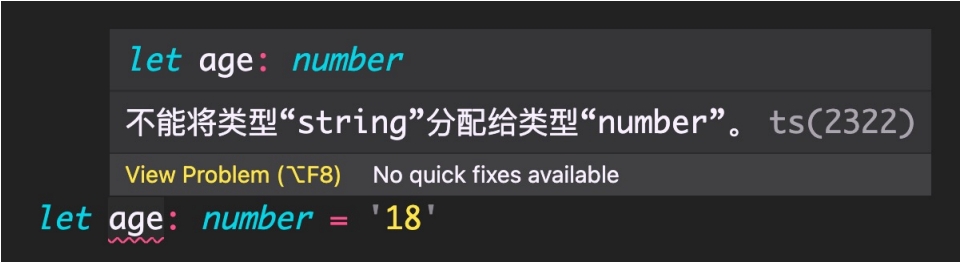 let age: number
不能将类型“string”分配给类型“number”。 ts(2322)
View Problem (⌥F8) No quick fixes available
let age: number = '18'